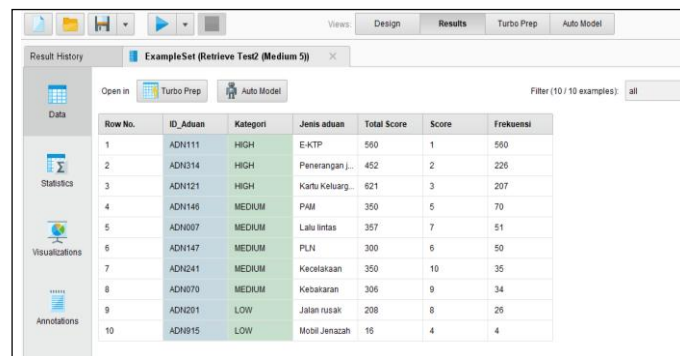 Views: Design Results Turbo Prep Auto Model
Result History ExampleSet (Retrieve Test2 (Medium 5))
Open in Turbo Prep Auto Model Filter (10 / 10 examples): all
Data
Statistics
Visualizations
Annotations
Row No. ID_Aduan Kategori Jenis aduan Total Score Score Frekuensi
1 ADN111 HIGH E-KTP 560 1 560
2 ADN314 HIGH Penerangan j... 452 2 226
3 ADN121 HIGH Kartu Keluarg... 621 3 207
4 ADN146 MEDIUM PAM 350 5 70
5 ADN007 MEDIUM Lalu lintas 357 7 51
6 ADN147 MEDIUM PLN 300 6 50
7 ADN241 MEDIUM Kecelakaan 350 10 35
8 ADN070 MEDIUM Kebakaran 306 9 34
9 ADN201 LOW Jalan rusak 208 8 26
10 ADN915 LOW Mobil Jenazah 16 4 4